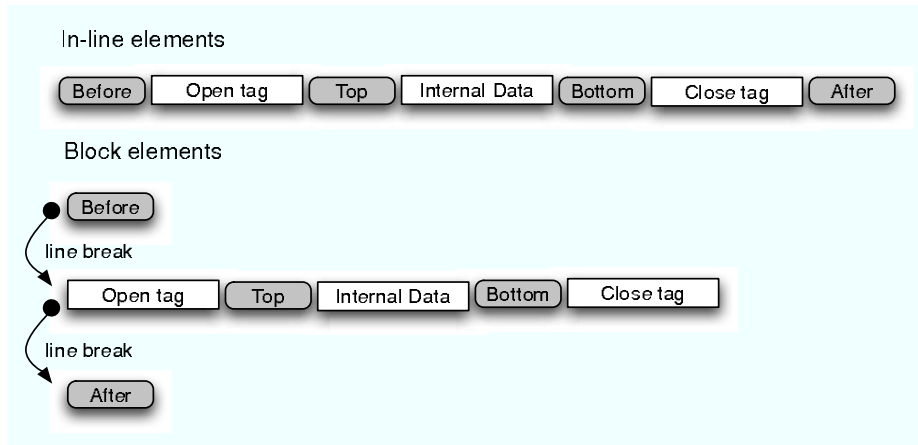 In-line elements
Before Open tag Top Internal Data Bottom Close tag After
Block elements
Before
line break
Open tag Top Internal Data Bottom Close tag
line break
After